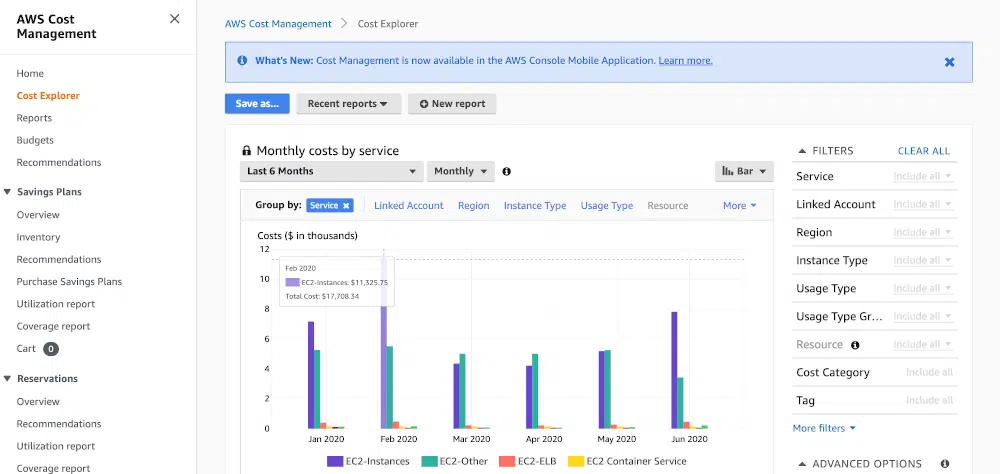 AWS Cost
Management
Home
Cost Explorer
Reports
Budgets
Recommendations
Savings Plans
Overview
Inventory
Recommendations
Purchase Savings Plans
Utilization report
Coverage report
Cart 0
Reservations
Overview
Recommendations
Utilization report
Coverage report
AWS Cost Management > Cost Explorer
What's New: Cost Management is now available in the AWS Console Mobile Application. Learn more.
Save as... Recent reports New report
Monthly costs by service
Last 6 Months Monthly Bar
Group by: Service Linked Account Region Instance Type Usage Type Resource More
Costs ($ in thousands)
12
10
8
6
4
2
0
Feb 2020
EC2-Instances: $11,325.75
Total Cost: $17,708.34
Jan 2020 Feb 2020 Mar 2020 Apr 2020 May 2020 Jun 2020
EC2-Instances EC2-Other EC2-ELB EC2 Container Service
FILTERS CLEAR ALL
Service Include all
Linked Account Include all
Region Include all
Instance Type Include all
Usage Type Include all
Usage Type Gr... Include all
Resource Include all
Cost Category Include all
Tag Include all
More filters
ADVANCED OPTIONS